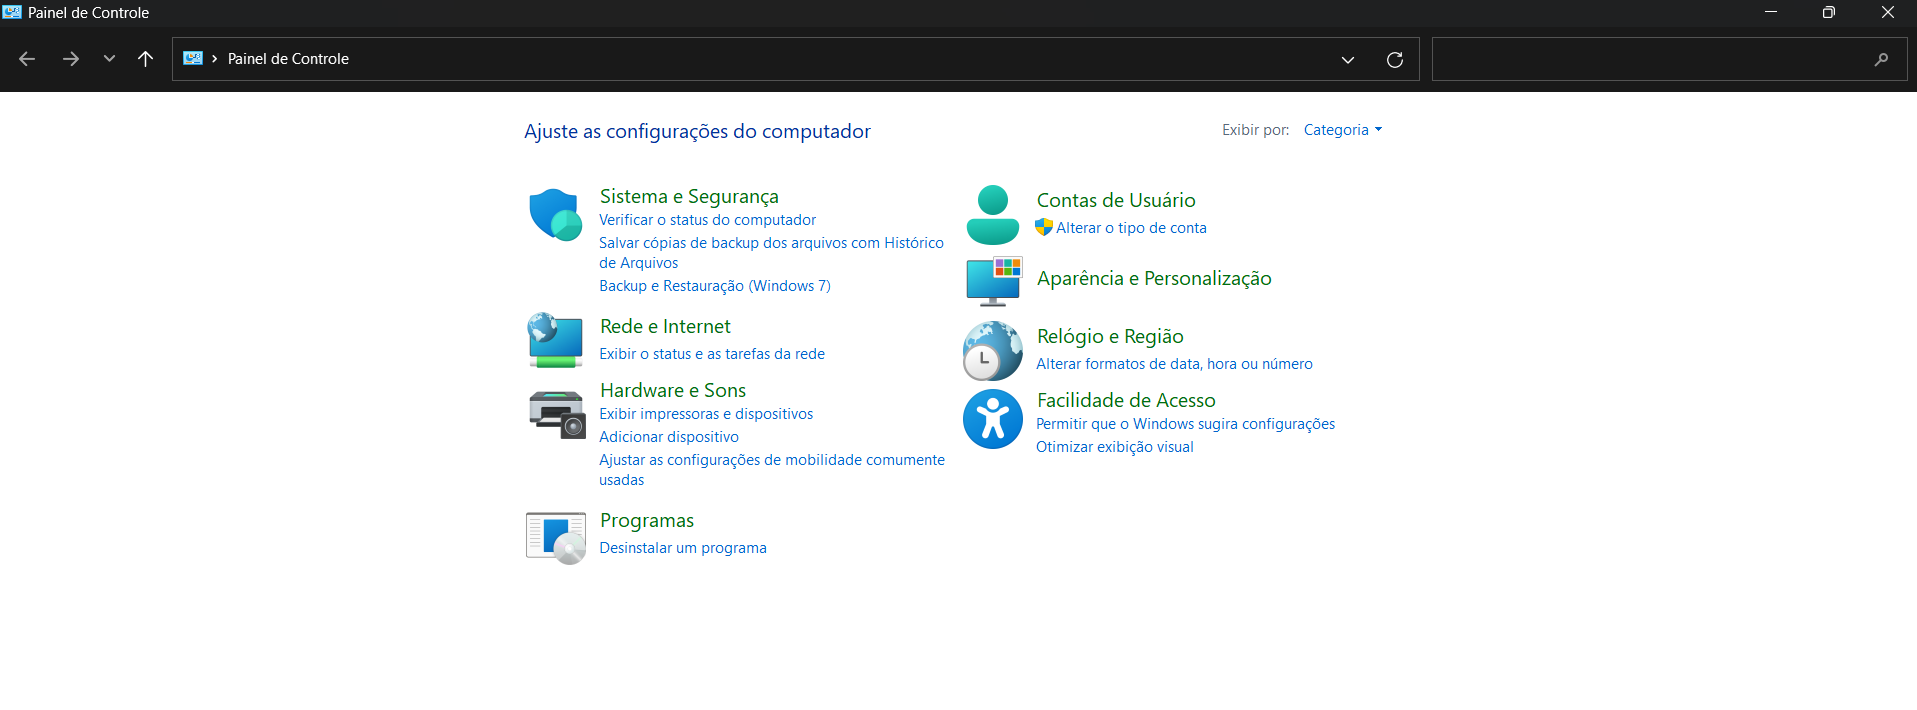 Painel de Controle
Painel de Controle
Ajuste as configurações do computador
Exibir por: Categoria
Sistema e Segurança
Verificar o status do computador
Salvar cópias de backup dos arquivos com Histórico
de Arquivos
Backup e Restauração (Windows 7)
Rede e Internet
Exibir o status e as tarefas da rede
Hardware e Sons
Exibir impressoras e dispositivos
Adicionar dispositivo
Ajustar as configurações de mobilidade comumente
usadas
Programas
Desinstalar um programa
Contas de Usuário
Alterar o tipo de conta
Aparência e Personalização
Relógio e Região
Alterar formatos de data, hora ou número
Facilidade de Acesso
Permitir que o Windows sugira configurações
Otimizar exibição visual